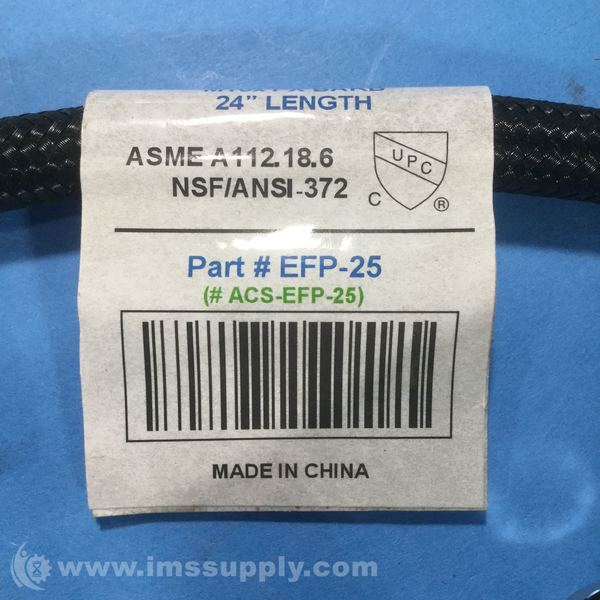 24” LENGTH
ASME A112.18.6
NSF/ANSI-372
UPC
C ®
Part # EFP-25
(# ACS-EFP-25)
MADE IN CHINA
www.imssupply.com